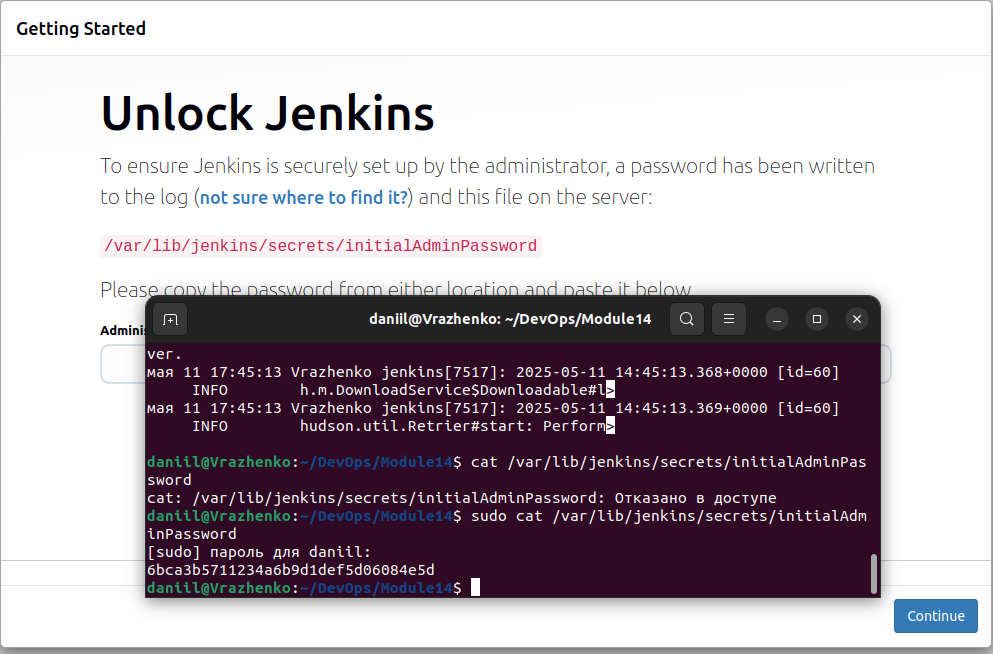 Getting Started
Unlock Jenkins
To ensure Jenkins is securely set up by the administrator, a password has been written
to the log (not sure where to find it?) and this file on the server:
/var/lib/jenkins/secrets/initialAdminPassword
Please copy the password from either location and paste it below.
daniil@Vrazhenko: ~/DevOps/Module14
Adminis
ver.
мая 11 17:45:13 Vrazhenko jenkins[7517]: 2025-05-11 14:45:13.368+0000 [id=60]
INFO h.m.DownloadService$Downloadable#l>
мая 11 17:45:13 Vrazhenko jenkins[7517]: 2025-05-11 14:45:13.369+0000 [id=60]
INFO hudson.util.Retrier#start: Perform>
daniil@Vrazhenko:~/DevOps/Module14$ cat /var/lib/jenkins/secrets/initialAdminPas
sword
cat: /var/lib/jenkins/secrets/initialAdminPassword: Отказано в доступе
daniil@Vrazhenko:~/DevOps/Module14$ sudo cat /var/lib/jenkins/secrets/initialAdm
inPassword
[sudo] пароль для daniil:
6bca3b5711234a6b9d1def5d06084e5d
daniil@Vrazhenko:~/DevOps/Module14$
Continue